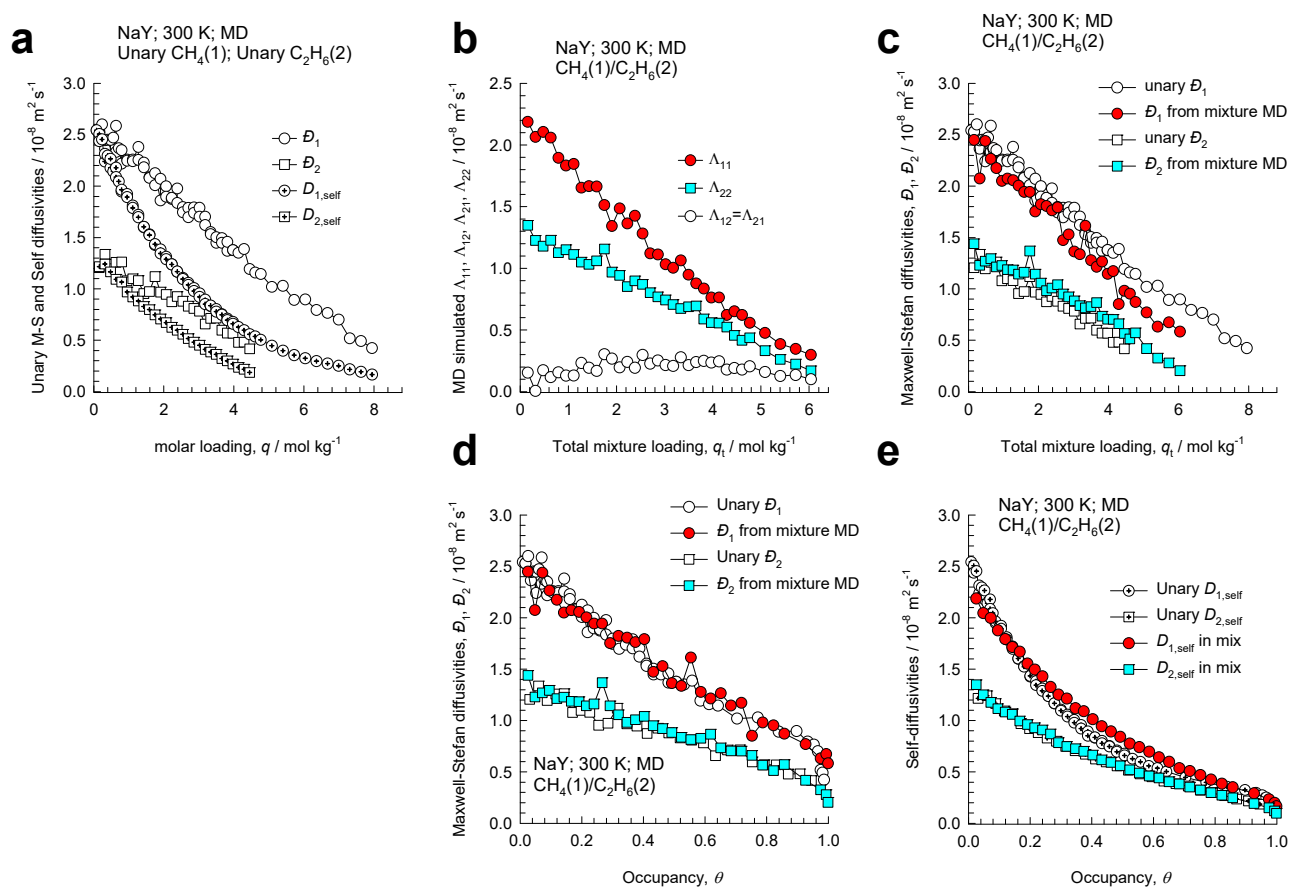 a
NaY; 300 K; MD
Unary CH4(1); Unary C2H6(2)
Unary M-S and Self diffusivities / 10-8 m2 s-1
3.0
2.5
2.0
1.5
1.0
0.5
0.0
Đ1
Đ2
D1,self
D2,self
0 2 4 6 8
molar loading, q / mol kg-1
b
NaY; 300 K; MD
CH4(1)/C2H6(2)
MD simulated Λ11, Λ12, Λ21, Λ22 / 10-8 m2 s-1
2.5
2.0
1.5
1.0
0.5
0.0
Λ11
Λ22
Λ12=Λ21
0 1 2 3 4 5 6
Total mixture loading, qt / mol kg-1
c
NaY; 300 K; MD
CH4(1)/C2H6(2)
Maxwell-Stefan diffusivities, Đ1, Đ2 / 10-8 m2 s-1
3.0
2.5
2.0
1.5
1.0
0.5
0.0
unary Đ1
Đ1 from mixture MD
unary Đ2
Đ2 from mixture MD
0 2 4 6 8
Total mixture loading, qt / mol kg-1
d
Maxwell-Stefan diffusivities, Đ1, Đ2 / 10-8 m2 s-1
3.0
2.5
2.0
1.5
1.0
0.5
0.0
Unary Đ1
Đ1 from mixture MD
Unary Đ2
Đ2 from mixture MD
NaY; 300 K; MD
CH4(1)/C2H6(2)
0.0 0.2 0.4 0.6 0.8 1.0
Occupancy, θ
e
NaY; 300 K; MD
CH4(1)/C2H6(2)
Self-diffusivities / 10-8 m2 s-1
3.0
2.5
2.0
1.5
1.0
0.5
0.0
Unary D1,self
Unary D2,self
D1,self in mix
D2,self in mix
0.0 0.2 0.4 0.6 0.8 1.0
Occupancy, θ